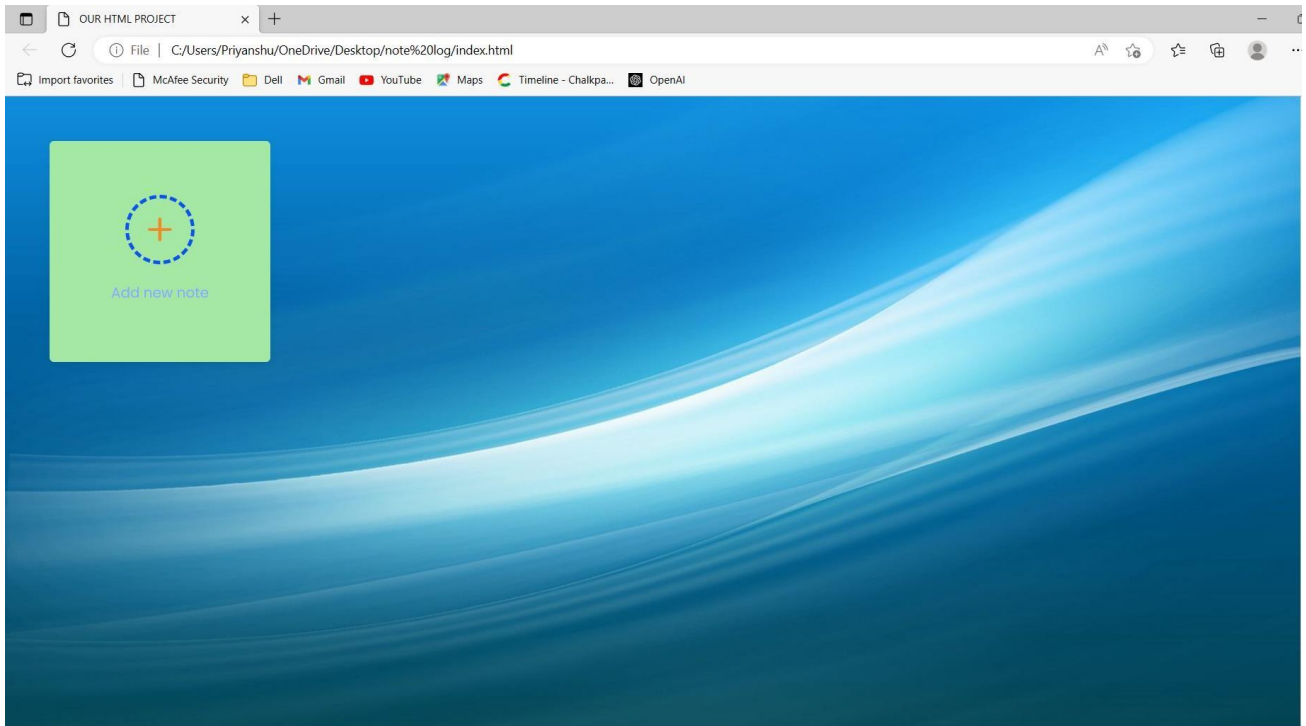 OUR HTML PROJECT
File | C:/Users/Priyanshu/OneDrive/Desktop/note%20log/index.html
Import favorites McAfee Security Dell Gmail YouTube Maps Timeline - Chalkpa... OpenAI
Add new note